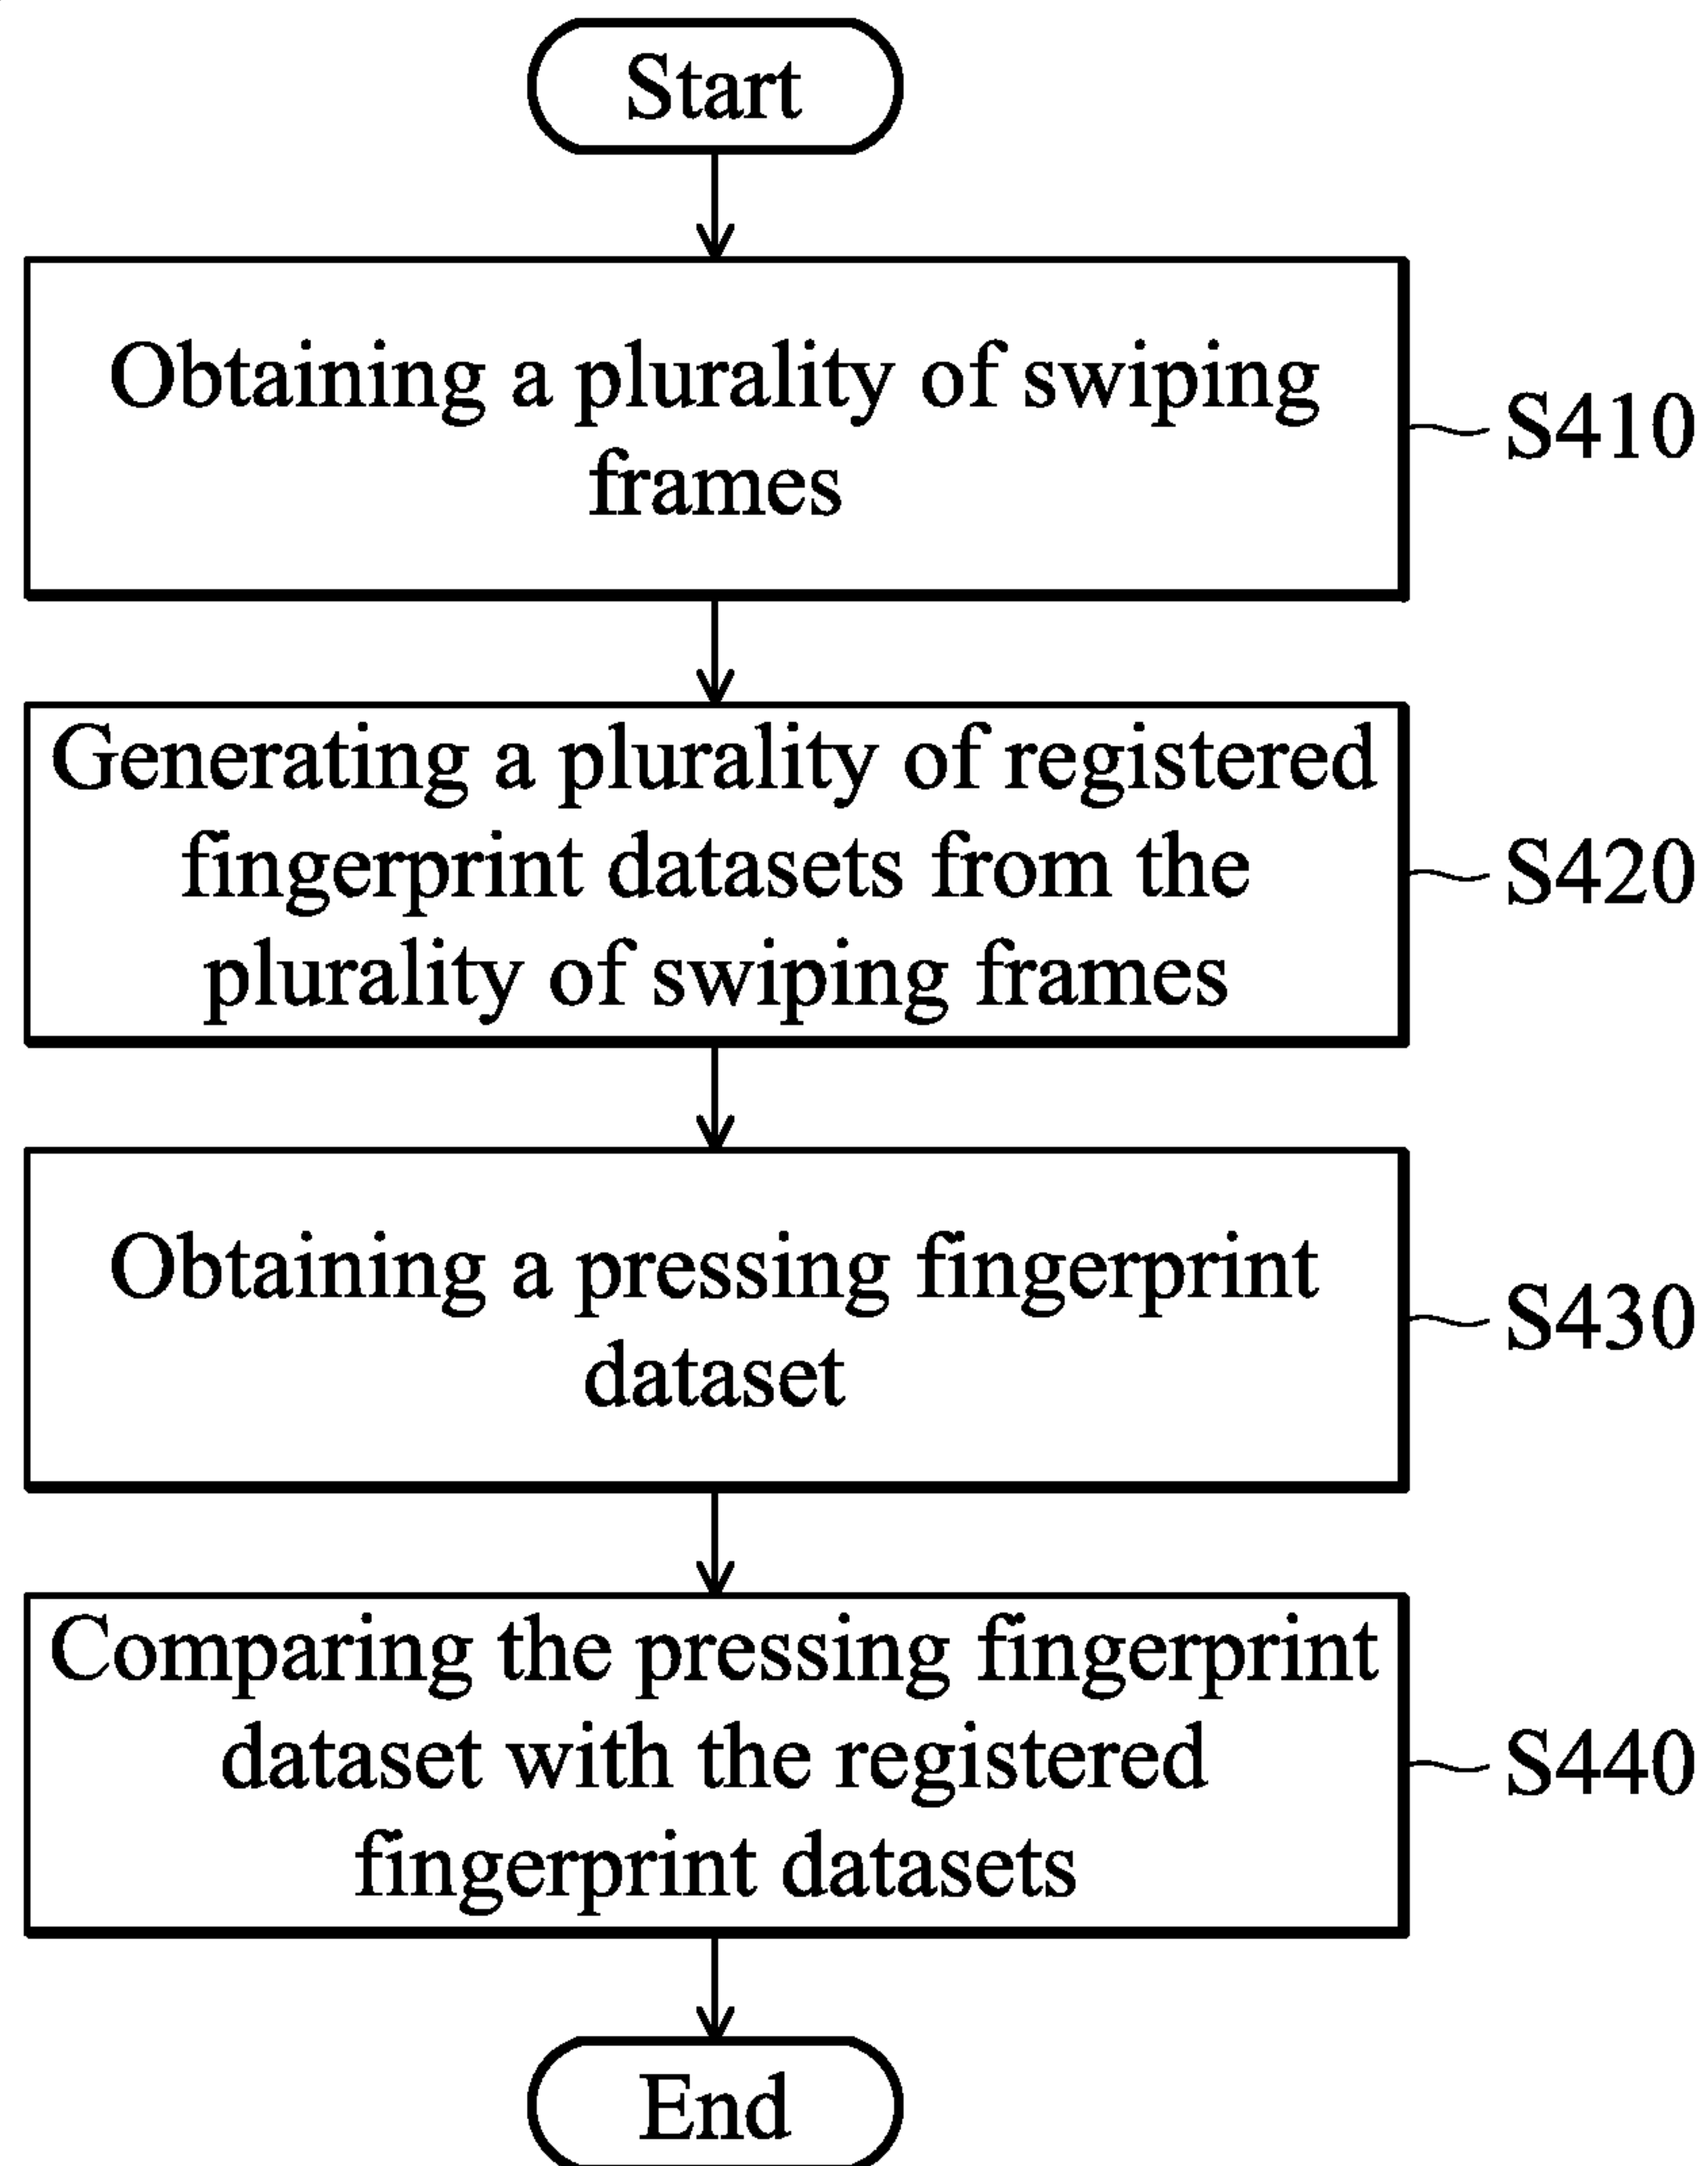 Start
Obtaining a plurality of swiping
frames
S410
Generating a plurality of registered
fingerprint datasets from the
plurality of swiping frames
S420
Obtaining a pressing fingerprint
dataset
S430
Comparing the pressing fingerprint
dataset with the registered
fingerprint datasets
S440
End